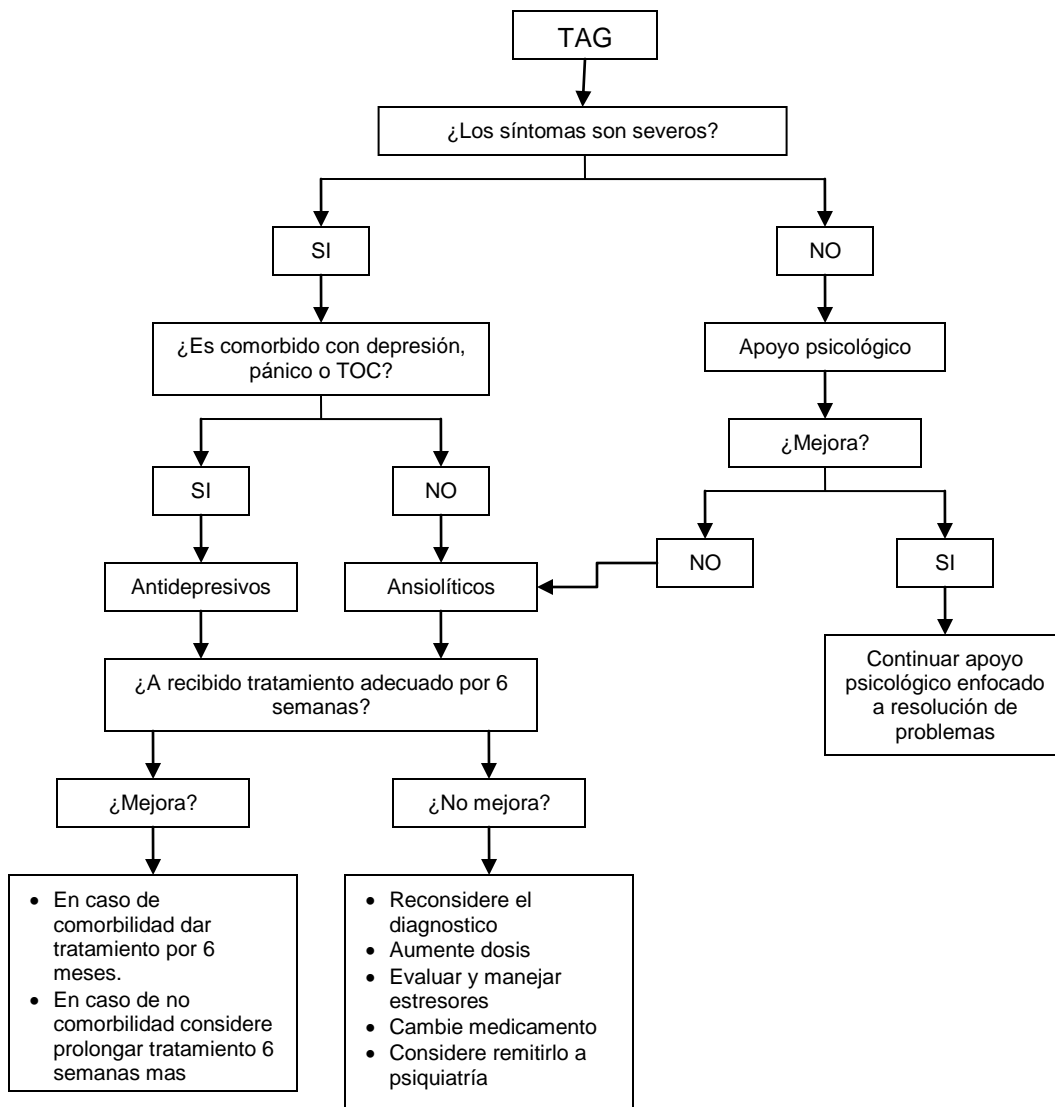 TAG
¿Los síntomas son severos?
SI
NO
¿Es comorbido con depresión,
pánico o TOC?
Apoyo psicológico
¿Mejora?
SI
NO
NO
SI
Antidepresivos
Ansiolíticos
¿A recibido tratamiento adecuado por 6
semanas?
Continuar apoyo
psicológico enfocado
a resolución de
problemas
¿Mejora?
¿No mejora?
• En caso de
comorbilidad dar
tratamiento por 6
meses.
• En caso de no
comorbilidad considere
prolongar tratamiento 6
semanas mas
• Reconsidere el
diagnostico
• Aumente dosis
• Evaluar y manejar
estresores
• Cambie medicamento
• Considere remitirlo a
psiquiatría